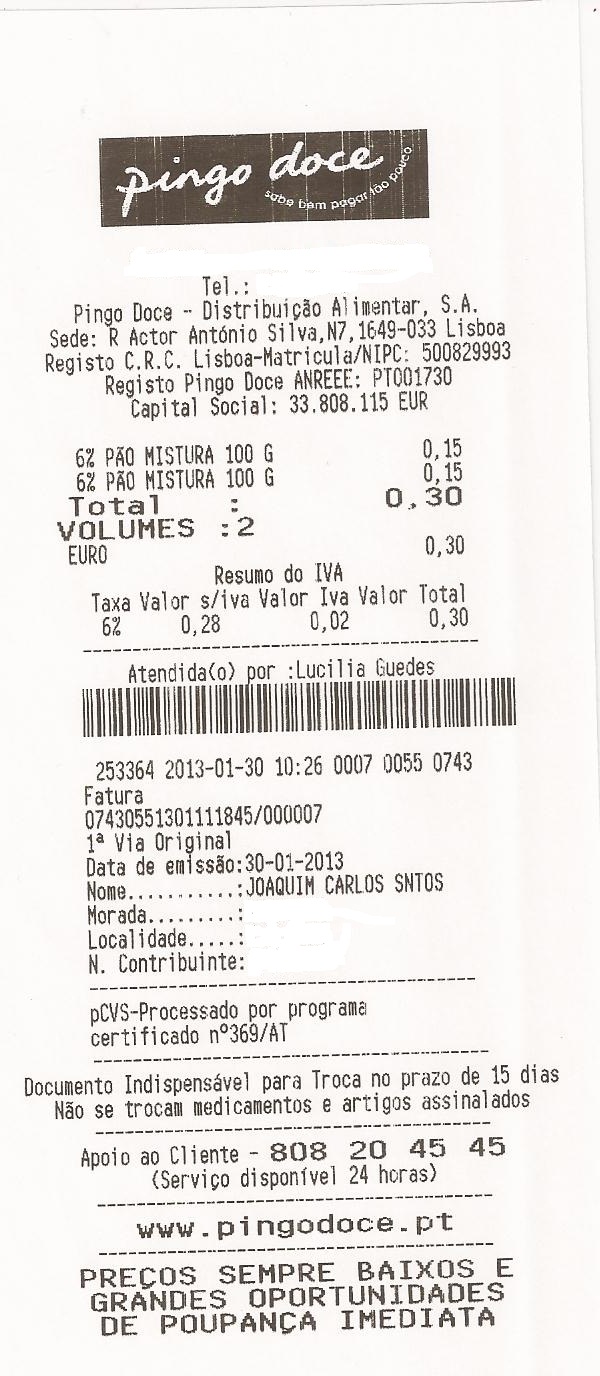 pingo doce
sabe bem pagar tão pouco
Tel.:
Pingo Doce - Distribuição Alimentar, S.A.
Sede: R Actor António Silva,N7,1649-033 Lisboa
Registo C.R.C. Lisboa-Matricula/NIPC: 500829993
Registo Pingo Doce ANREEE: PT001730
Capital Social: 33.808.115 EUR
6% PÃO MISTURA 100 G 0,15
6% PÃO MISTURA 100 G 0,15
Total : 0,30
VOLUMES :2
EURO 0,30
Resumo do IVA
Taxa Valor s/iva Valor Iva Valor Total
6% 0,28 0,02 0,30
Atendida(o) por :Lucilia Guedes
253364 2013-01-30 10:26 0007 0055 0743
Fatura
07430551301111845/000007
1ª Via Original
Data de emissão:30-01-2013
Nome...........:JOAQUIM CARLOS SNTOS
Morada.........:
Localidade.....:
N. Contribuinte:
pCVS-Processado por programa
certificado nº369/AT
Documento Indispensável para Troca no prazo de 15 dias
Não se trocam medicamentos e artigos assinalados
Apoio ao Cliente - 808 20 45 45
(Serviço disponível 24 horas)
www.pingodoce.pt
PREÇOS SEMPRE BAIXOS E
GRANDES OPORTUNIDADES
DE POUPANÇA IMEDIATA